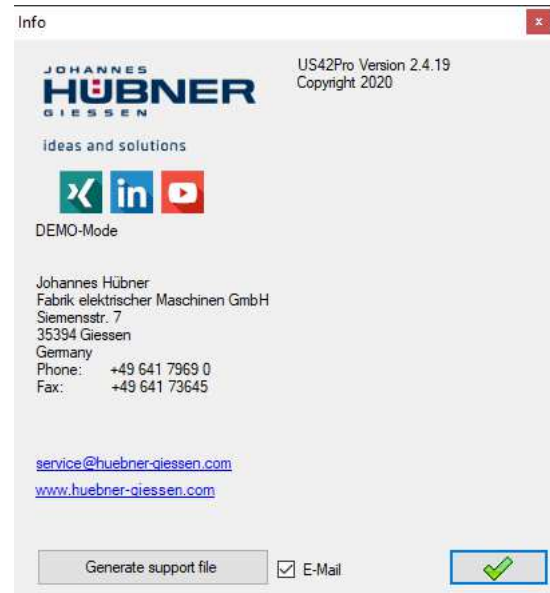 Info
x
JOHANNES
HÜBNER
GIESSEN
ideas and solutions
US42Pro Version 2.4.19
Copyright 2020
in
DEMO-Mode
Johannes Hübner
Fabrik elektrischer Maschinen GmbH
Siemensstr. 7
35394 Giessen
Germany
Phone: +49 641 7969 0
Fax: +49 641 73645
service@huebner-giessen.com
www.huebner-giessen.com
Generate support file
E-Mail